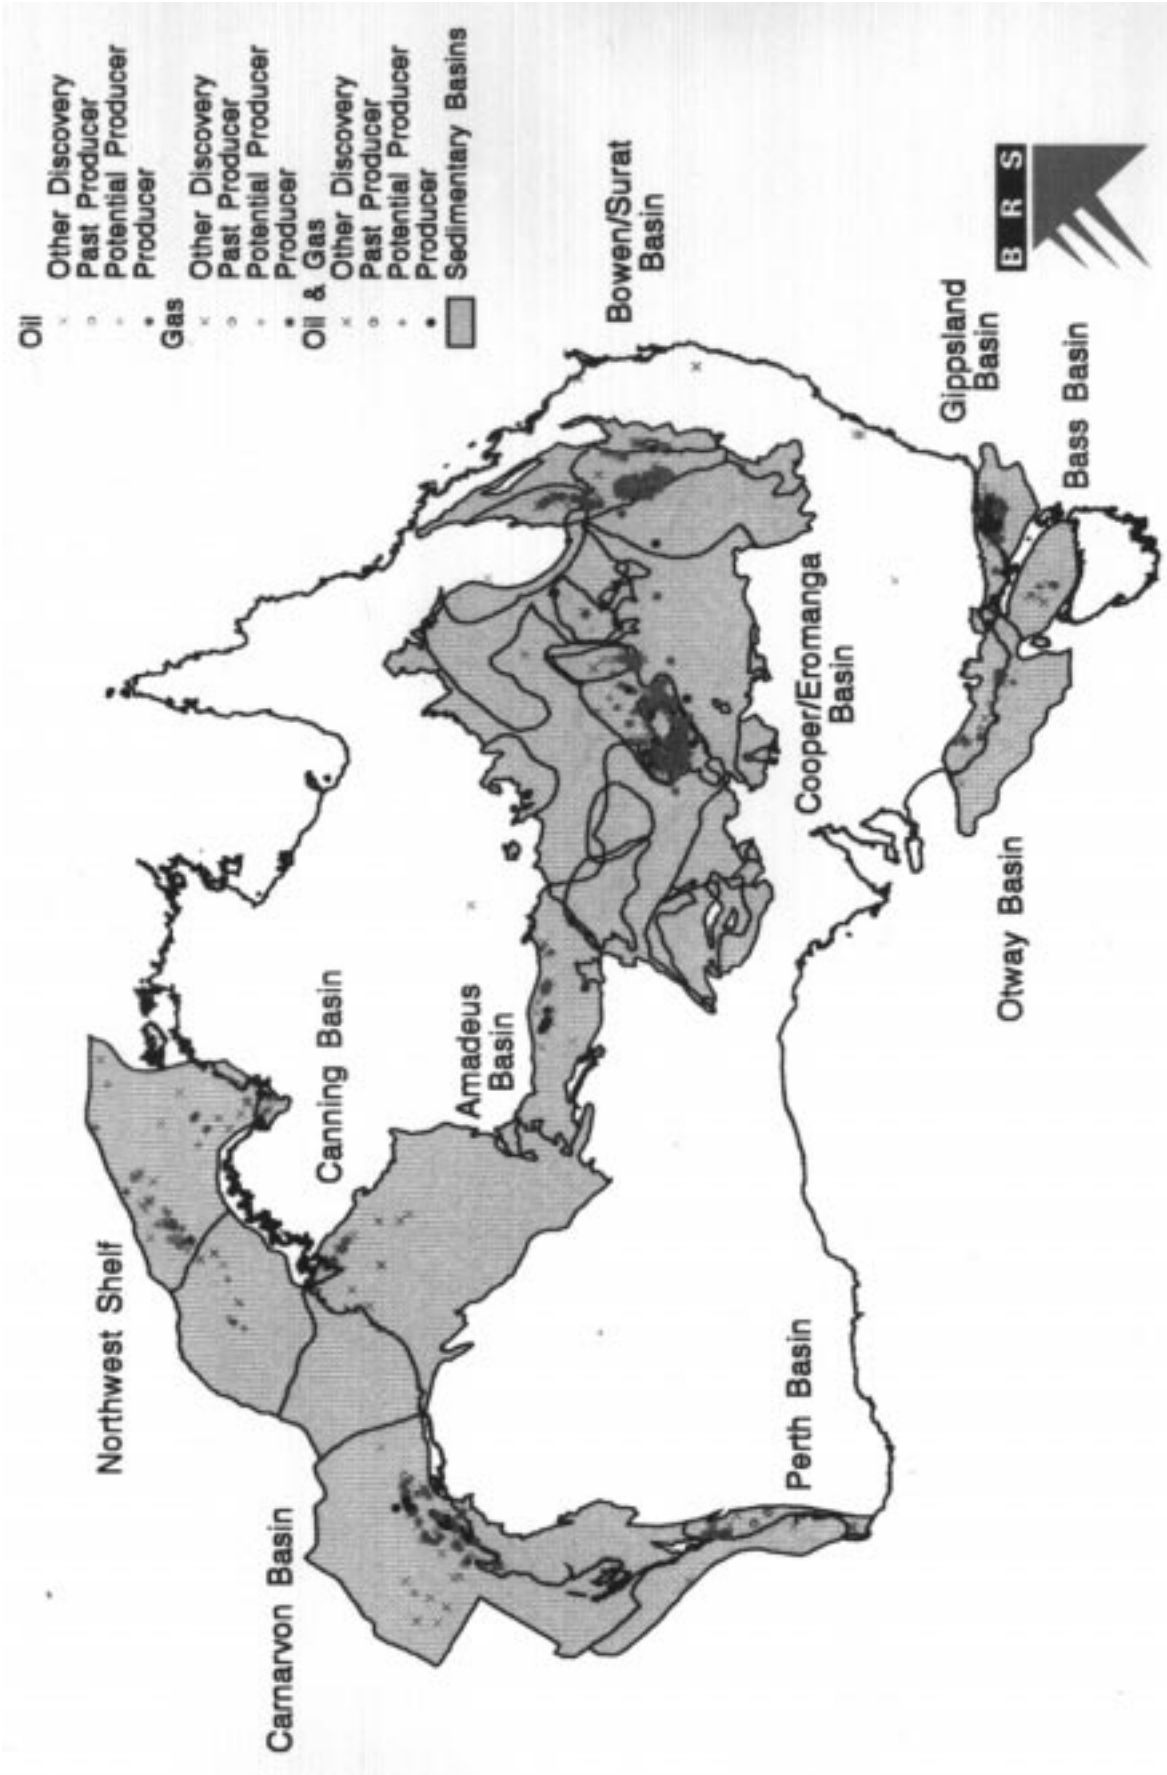 Oil
Other Discovery
Past Producer
Potential Producer
Producer
Gas
Other Discovery
Past Producer
Potential Producer
Producer
Oil & Gas
Other Discovery
Past Producer
Potential Producer
Producer
Sedimentary Basins
Northwest Shelf
Carnarvon Basin
Canning Basin
Amadeus
Basin
Perth Basin
Cooper/Eromanga
Basin
Bowen/Surat
Basin
Otway Basin
Gippsland
Basin
Bass Basin
B R S